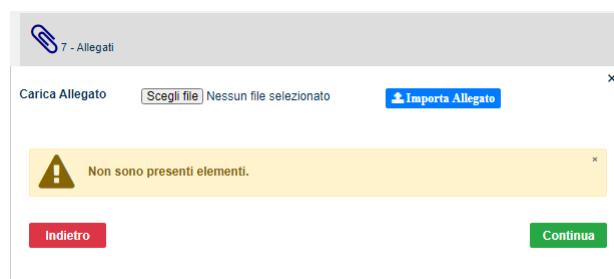 7 - Allegati
×
Carica Allegato Scegli file Nessun file selezionato Importa Allegato
Non sono presenti elementi. ×
Indietro Continua